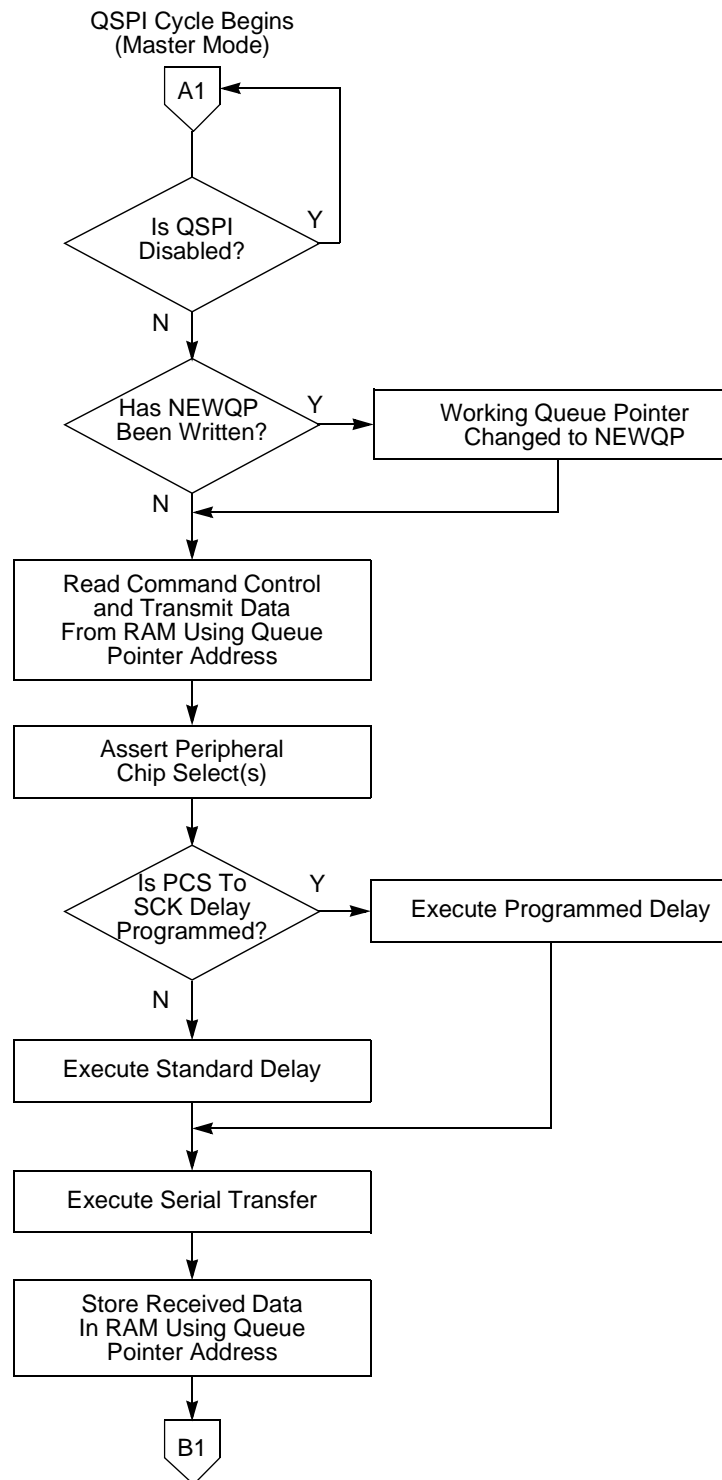 QSPI Cycle Begins
(Master Mode)
A1
Is QSPI
Disabled?
Y
N
Has NEWQP
Been Written?
Y
Working Queue Pointer
Changed to NEWQP
N
Read Command Control
and Transmit Data
From RAM Using Queue
Pointer Address
Assert Peripheral
Chip Select(s)
Is PCS To
SCK Delay
Programmed?
Y
Execute Programmed Delay
N
Execute Standard Delay
Execute Serial Transfer
Store Received Data
In RAM Using Queue
Pointer Address
B1